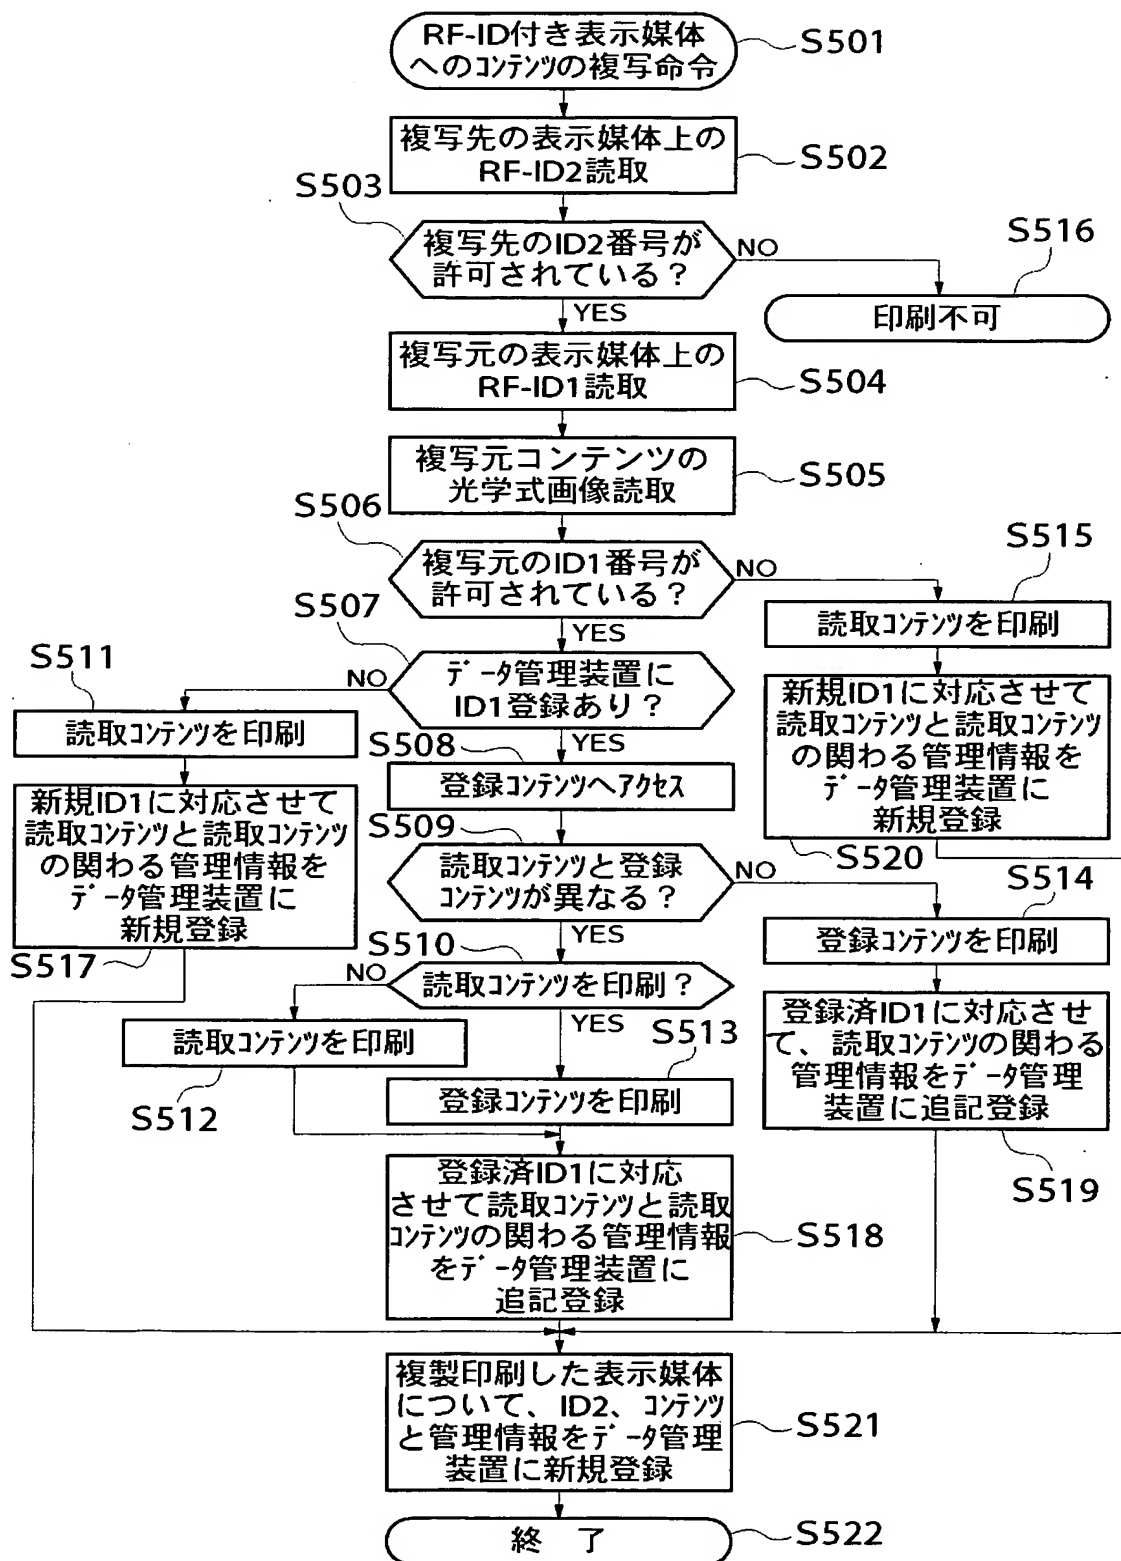 RF-ID付き表示媒体
へのコンテンツの複写命令
S501
複写先の表示媒体上の
RF-ID2読取
S502
S503
複写先のID2番号が
許可されている?
NO
S516
印刷不可
YES
複写元の表示媒体上の
RF-ID1読取
S504
複写元コンテンツの
光学式画像読取
S505
S506
複写元のID1番号が
許可されている?
NO
S515
読取コンテンツを印刷
新規ID1に対応させて
読取コンテンツと読取コンテンツ
の関わる管理情報を
データ管理装置に
新規登録
S520
YES
S507
データ管理装置に
ID1登録あり?
NO
S511
読取コンテンツを印刷
新規ID1に対応させて
読取コンテンツと読取コンテンツ
の関わる管理情報を
データ管理装置に
新規登録
S517
YES
S508
登録コンテンツへアクセス
S509
読取コンテンツと登録
コンテンツが異なる?
NO
S514
登録コンテンツを印刷
登録済ID1に対応させ
て、読取コンテンツの関わる
管理情報をデータ管理
装置に追記登録
S519
YES
S510
読取コンテンツを印刷?
NO
読取コンテンツを印刷
S512
YES
S513
登録コンテンツを印刷
登録済ID1に対応
させて読取コンテンツと読取
コンテンツの関わる管理情報
をデータ管理装置に
追記登録
S518
複製印刷した表示媒体
について、ID2、コンテンツ
と管理情報をデータ管理
装置に新規登録
S521
終 了
S522